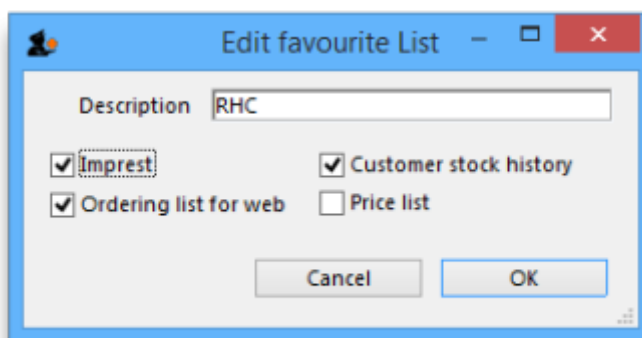 Edit favourite List
Description RHC
Imprest Customer stock history
Ordering list for web Price list
Cancel OK